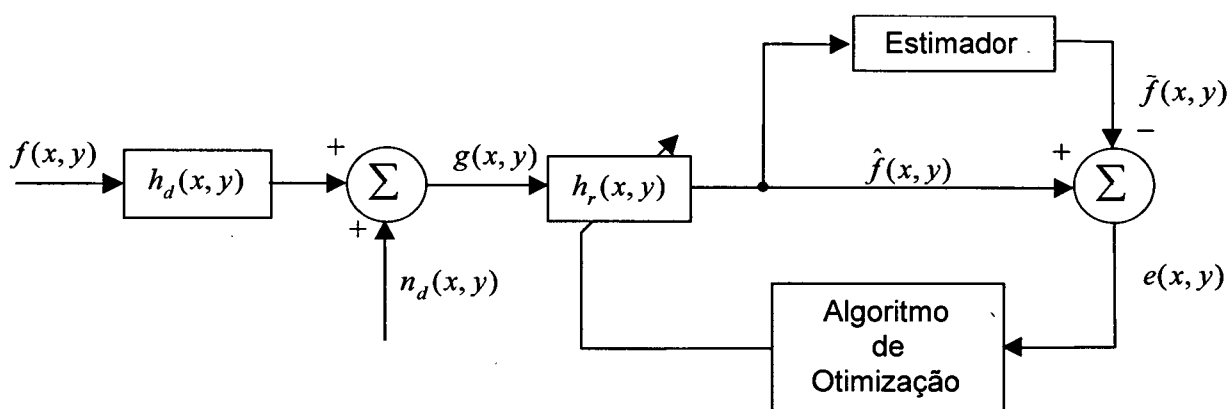 Estimador
f̃(x, y)
−
f(x, y)
h_d(x, y)
+
Σ
+
n_d(x, y)
g(x, y)
h_r(x, y)
f̂(x, y)
+
Σ
e(x, y)
Algoritmo
de
Otimização